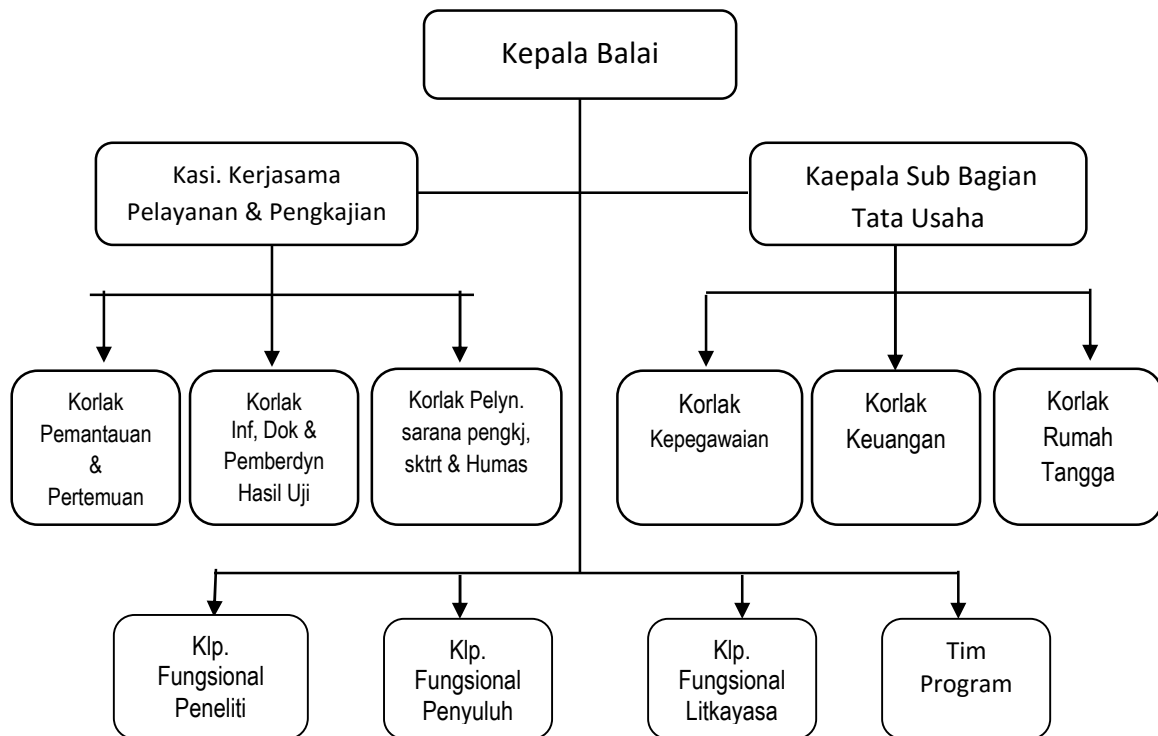 Kepala Balai
Kasi. Kerjasama
Pelayanan & Pengkajian
Kaepala Sub Bagian
Tata Usaha
Korlak
Pemantauan
&
Pertemuan
Korlak
Inf, Dok &
Pemberdyn
Hasil Uji
Korlak Pelyn.
sarana pengkj,
sktrt & Humas
Korlak
Kepegawaian
Korlak
Keuangan
Korlak
Rumah
Tangga
Klp.
Fungsional
Peneliti
Klp.
Fungsional
Penyuluh
Klp.
Fungsional
Litkayasa
Tim
Program